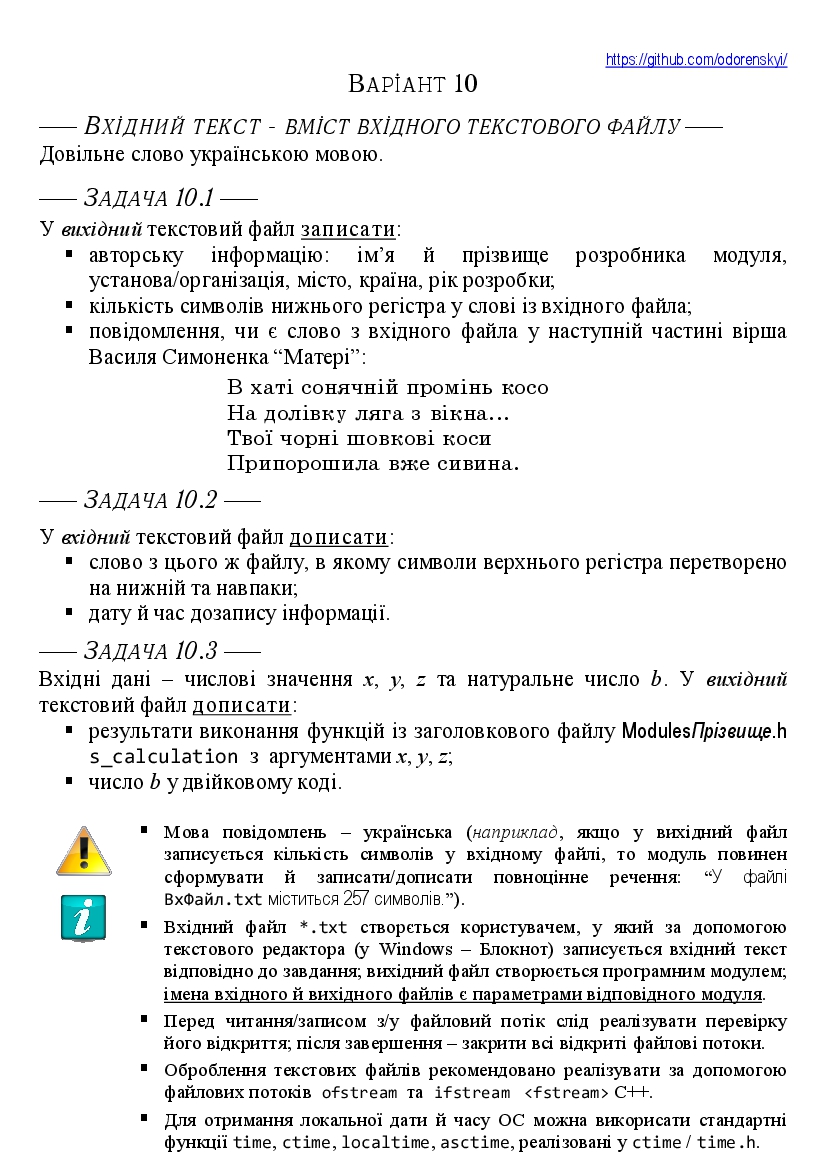 https://github.com/odorenskyi/
ВАРІАНТ 10
—— ВХІДНИЙ ТЕКСТ - ВМІСТ ВХІДНОГО ТЕКСТОВОГО ФАЙЛУ ——
Довільне слово українською мовою.
—— ЗАДАЧА 10.1 ——
У вихідний текстовий файл записати:
▪ авторську інформацію: ім’я й прізвище розробника модуля,
установа/організація, місто, країна, рік розробки;
▪ кількість символів нижнього регістра у слові із вхідного файла;
▪ повідомлення, чи є слово з вхідного файла у наступній частині вірша
Василя Симоненка “Матері”:
В хаті сонячній промінь косо
На долівку ляга з вікна...
Твої чорні шовкові коси
Припорошила вже сивина.
—— ЗАДАЧА 10.2 ——
У вхідний текстовий файл дописати:
▪ слово з цього ж файлу, в якому символи верхнього регістра перетворено
на нижній та навпаки;
▪ дату й час дозапису інформації.
—— ЗАДАЧА 10.3 ——
Вхідні дані – числові значення x, y, z та натуральне число b. У вихідний
текстовий файл дописати:
▪ результати виконання функцій із заголовкового файлу ModulesПрізвище.h
s_calculation з аргументами x, y, z;
▪ число b у двійковому коді.
▪ Мова повідомлень – українська (наприклад, якщо у вихідний файл
записується кількість символів у вхідному файлі, то модуль повинен
сформувати й записати/дописати повноцінне речення: “У файлі
ВхФайл.txt міститься 257 символів.”).
▪ Вхідний файл *.txt створється користувачем, у який за допомогою
текстового редактора (у Windows – Блокнот) записується вхідний текст
відповідно до завдання; вихідний файл створюється програмним модулем;
імена вхідного й вихідного файлів є параметрами відповідного модуля.
▪ Перед читання/записом з/у файловий потік слід реалізувати перевірку
його відкриття; після завершення – закрити всі відкриті файлові потоки.
▪ Оброблення текстових файлів рекомендовано реалізувати за допомогою
файлових потоків ofstream та ifstream <fstream> С++.
▪ Для отримання локальної дати й часу ОС можна викорисати стандартні
функції time, ctime, localtime, asctime, реалізовані у ctime / time.h.